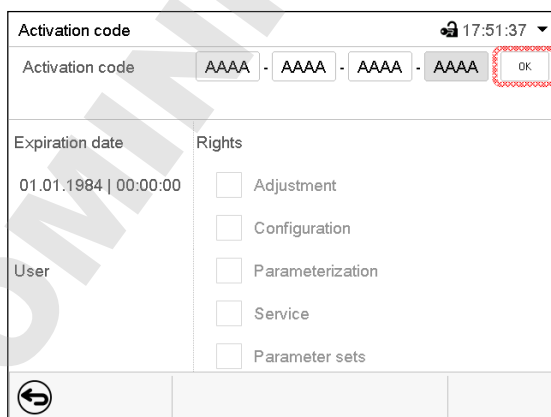 Activation code 17:51:37
Activation code AAAA - AAAA - AAAA - AAAA OK
Expiration date Rights
01.01.1984 | 00:00:00 Adjustment
Configuration
User Parameterization
Service
Parameter sets
OMIN